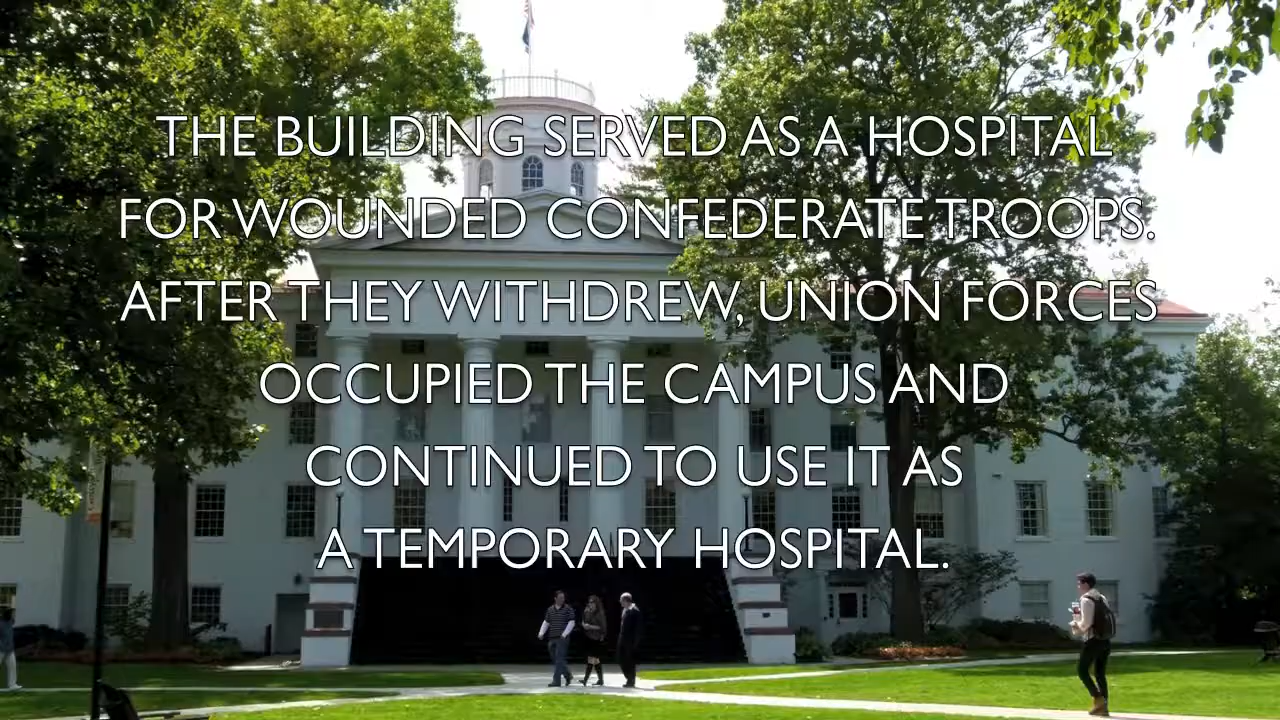 THE BUILDING SERVED AS A HOSPITAL
FOR WOUNDED CONFEDERATE TROOPS.
AFTER THEY WITHDREW, UNION FORCES
OCCUPIED THE CAMPUS AND
CONTINUED TO USE IT AS
A TEMPORARY HOSPITAL.